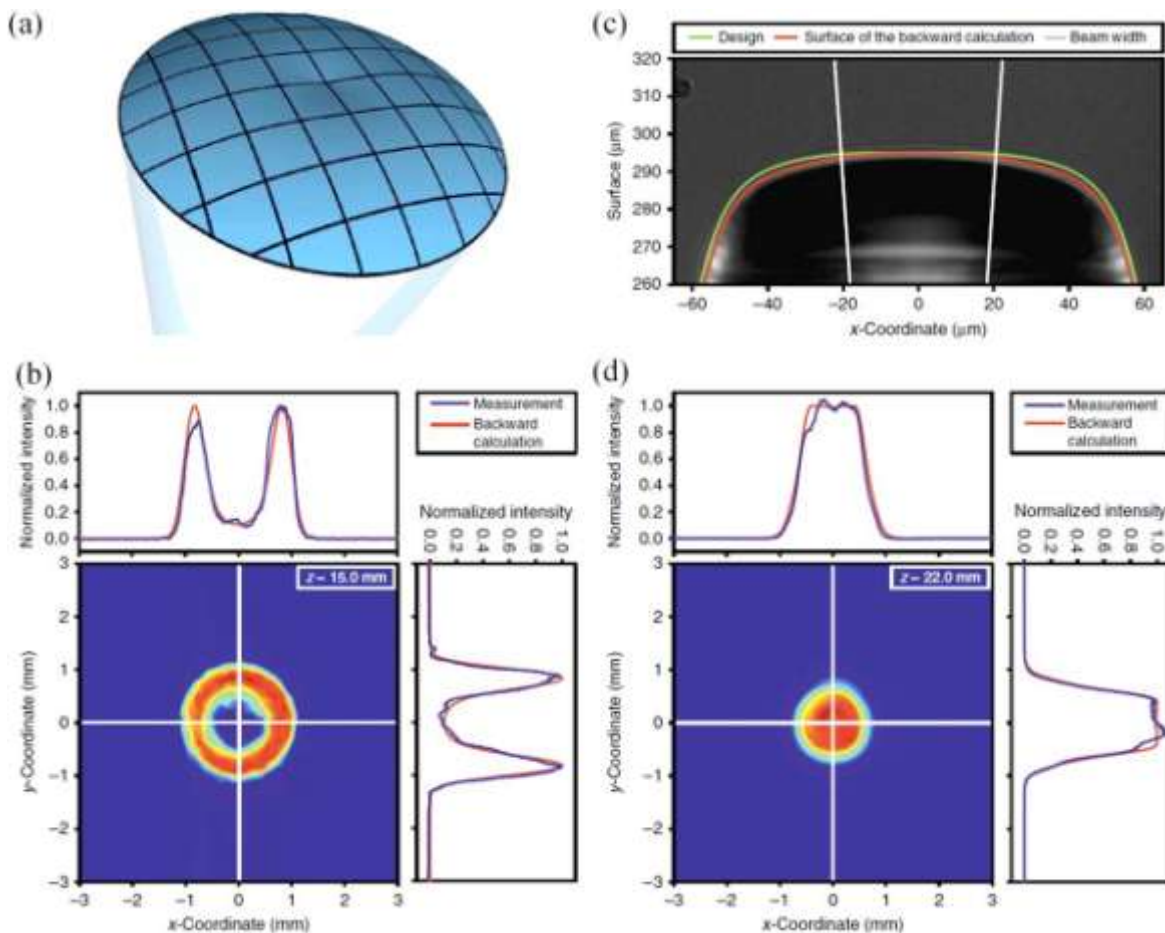 (a)
(c)
Design Surface of the backward calculation Beam width
320
310
300
290
280
270
260
Surface (μm)
−60 −40 −20 0 20 40 60
x-Coordinate (μm)
(b)
1.0
0.8
0.6
0.4
0.2
0.0
Normalized intensity
Measurement
Backward
calculation
Normalized intensity
0.0 0.2 0.4 0.6 0.8 1.0
z – 15.0 mm
3
2
1
0
−1
−2
−3
y-Coordinate (mm)
−3 −2 −1 0 1 2 3
x-Coordinate (mm)
(d)
1.0
0.8
0.6
0.4
0.2
0.0
Normalized intensity
Measurement
Backward
calculation
Normalized intensity
0.0 0.2 0.4 0.6 0.8 1.0
z – 22.0 mm
3
2
1
0
−1
−2
−3
y-Coordinate (mm)
−3 −2 −1 0 1 2 3
x-Coordinate (mm)